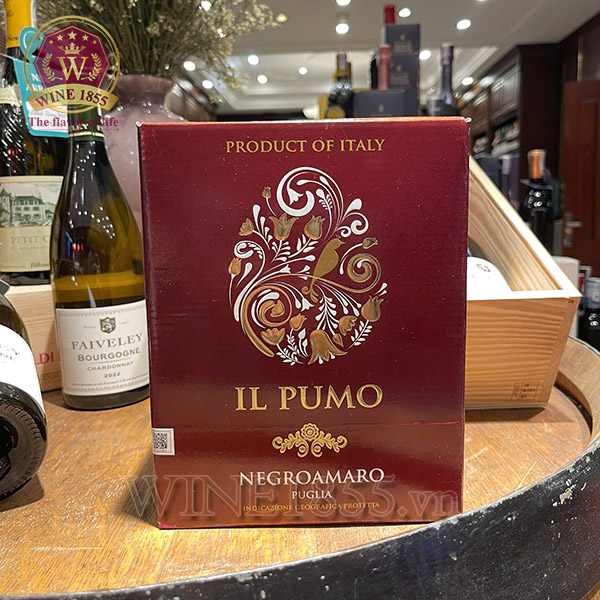 W
WINE 1855
The flavor of life
PRODUCT OF ITALY
IL PUMO
NEGROAMARO
PUGLIA
INDICAZIONE GEOGRAFICA PROTETTA
WINE1855.vn
FAIVELEY
BOURGOGNE
CHARDONNAY
2022
PETIT